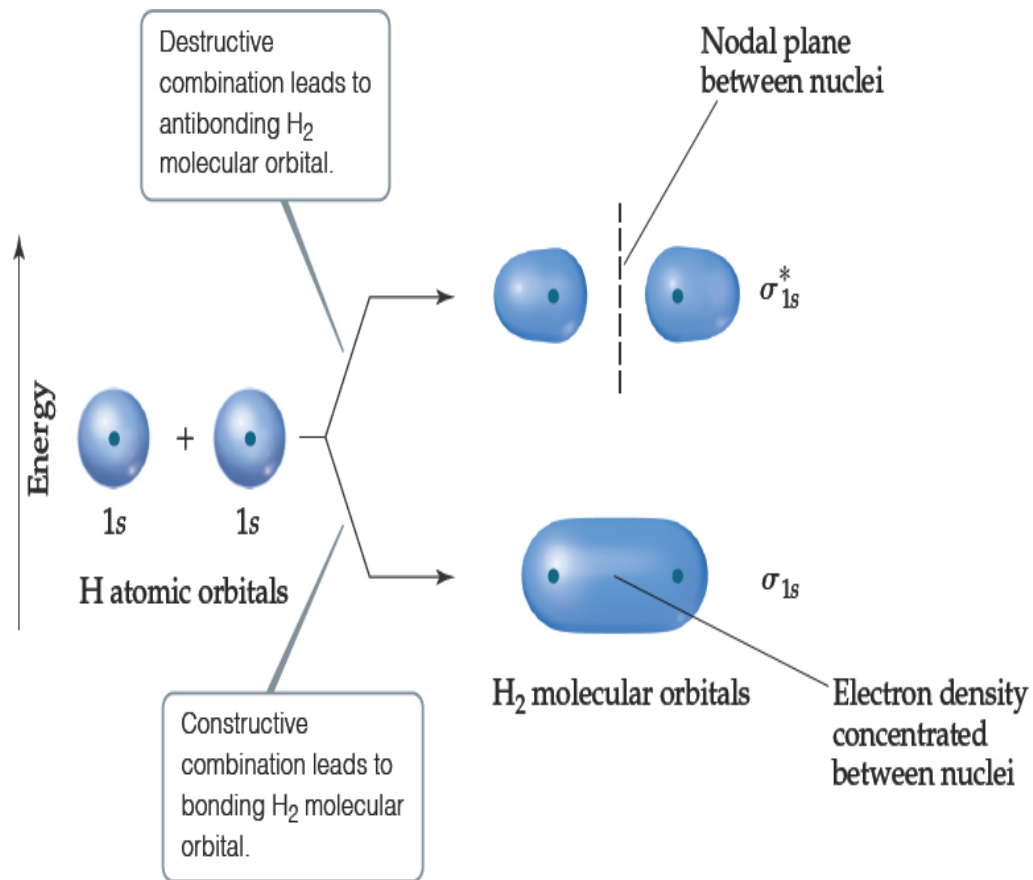 Destructive
combination leads to
antibonding H₂
molecular orbital.
Nodal plane
between nuclei
σ*1s
Energy
+
1s
1s
H atomic orbitals
σ1s
H₂ molecular orbitals
Electron density
concentrated
between nuclei
Constructive
combination leads to
bonding H₂ molecular
orbital.